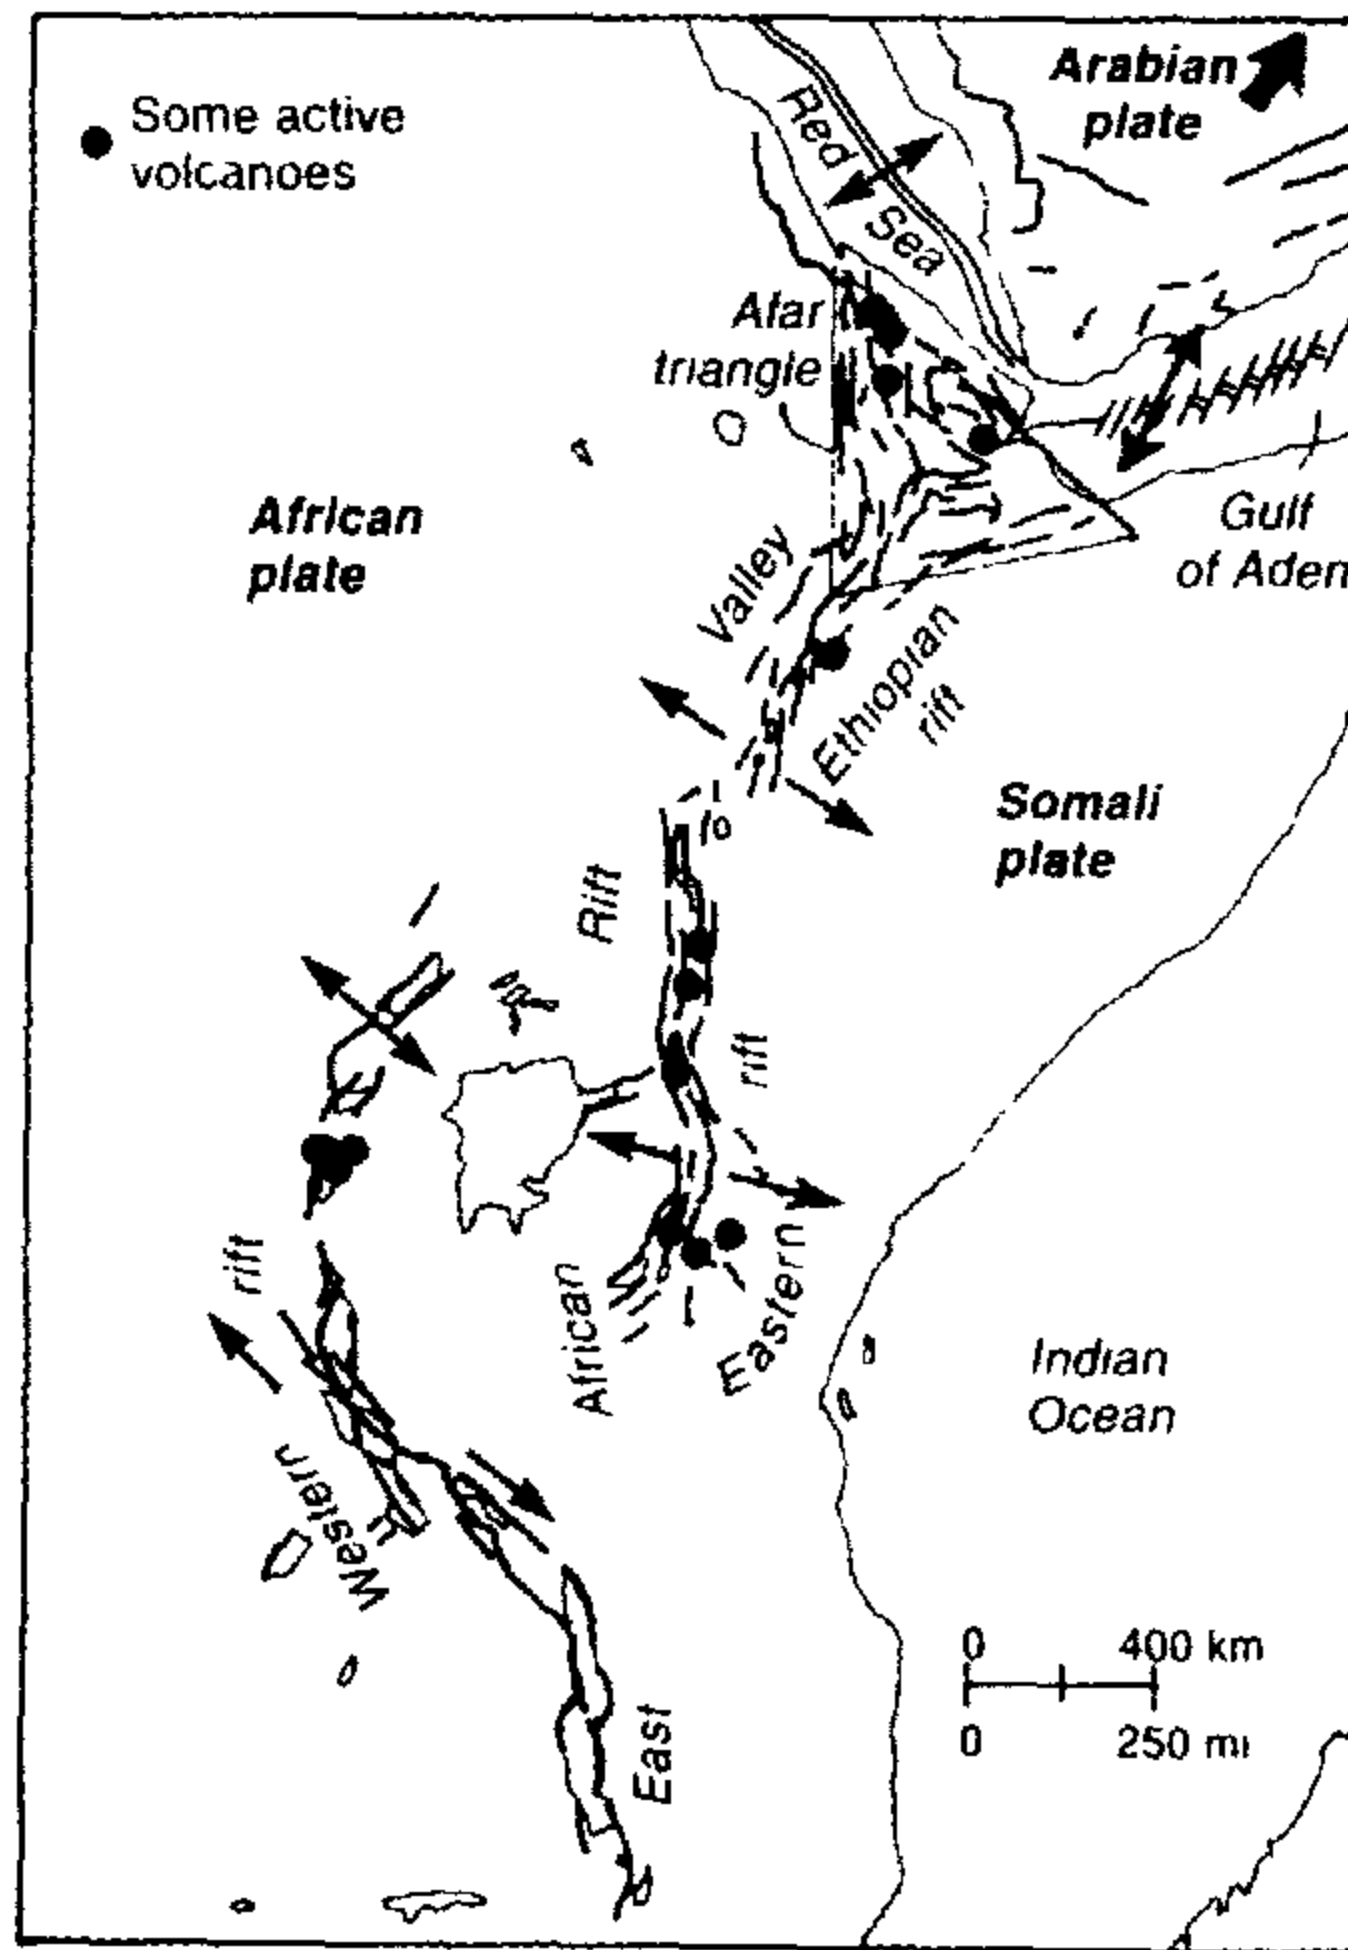 Some active
volcanoes
Arabian
plate
Red
Sea
Afar
triangle
African
plate
Gulf
of Aden
Valley
Ethiopian
rift
Somali
plate
Rift
rift
rift
African
Eastern
Indian
Ocean
Western
East
0 400 km
0 250 mi